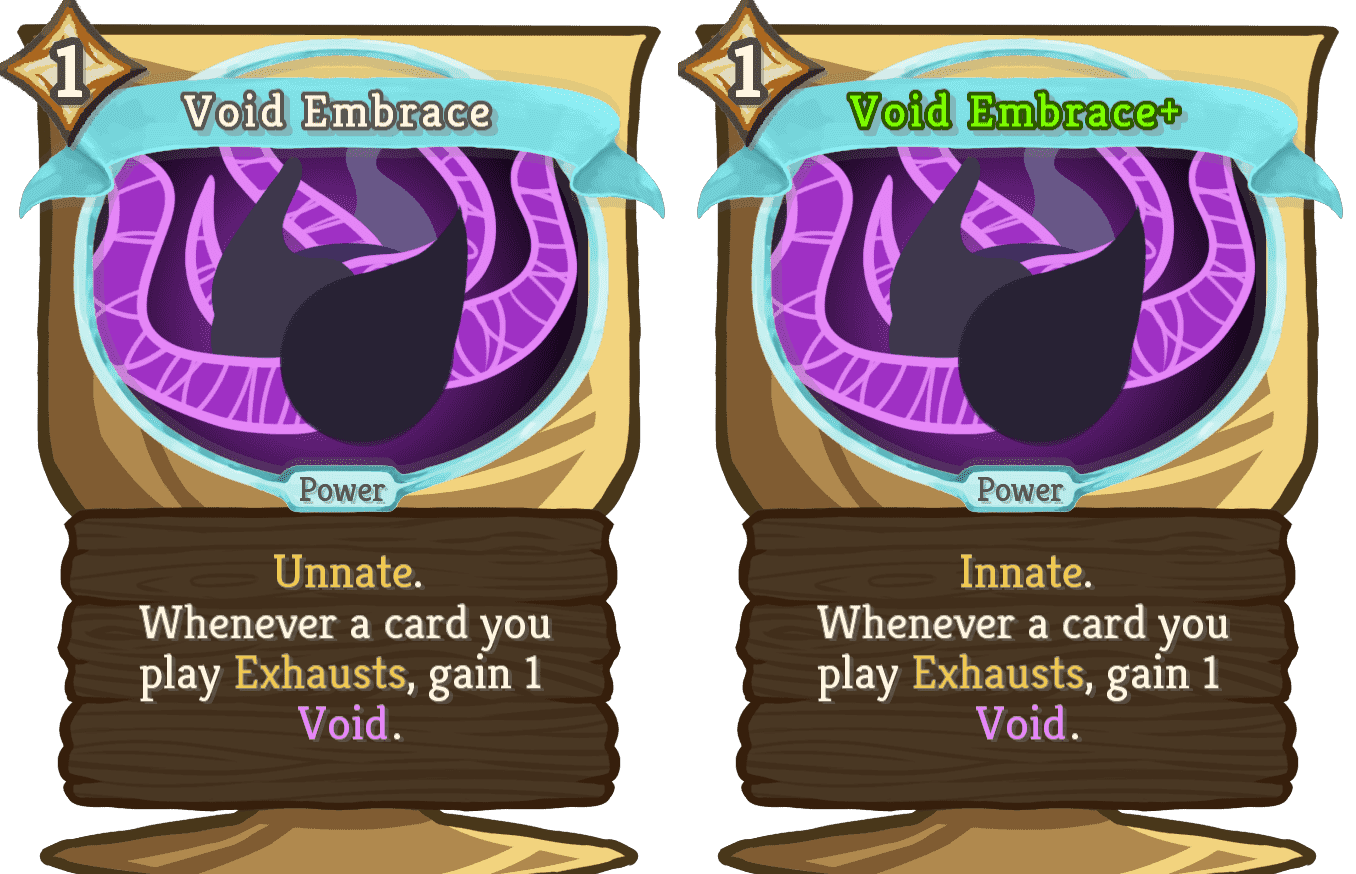 1
Void Embrace
Power
Unnate.
Whenever a card you
play Exhausts, gain 1
Void.
1
Void Embrace+
Power
Innate.
Whenever a card you
play Exhausts, gain 1
Void.